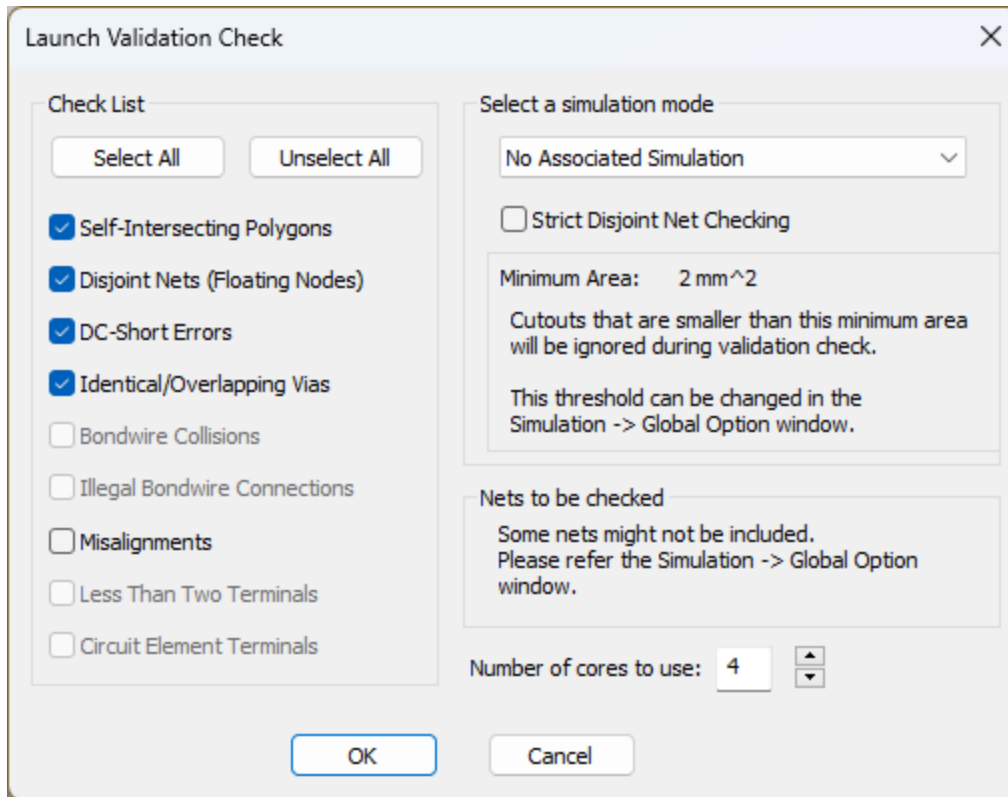 Launch Validation Check
Check List
Select All
Unselect All
Self-Intersecting Polygons
Disjoint Nets (Floating Nodes)
DC-Short Errors
Identical/Overlapping Vias
Bondwire Collisions
Illegal Bondwire Connections
Misalignments
Less Than Two Terminals
Circuit Element Terminals
Select a simulation mode
No Associated Simulation
Strict Disjoint Net Checking
Minimum Area: 2 mm^2
Cutouts that are smaller than this minimum area
will be ignored during validation check.
This threshold can be changed in the
Simulation -> Global Option window.
Nets to be checked
Some nets might not be included.
Please refer the Simulation -> Global Option
window.
Number of cores to use: 4
OK
Cancel